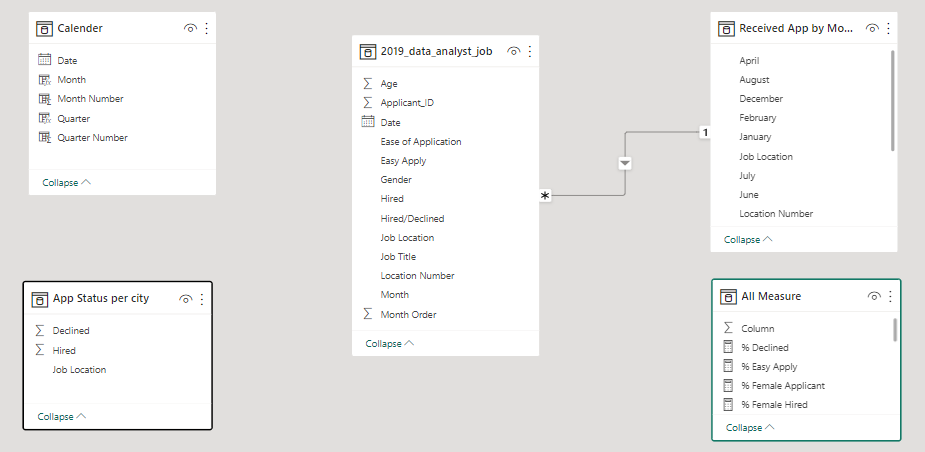 Calender
Date
Month
Month Number
Quarter
Quarter Number
Collapse
2019_data_analyst_job
Age
Applicant_ID
Date
Ease of Application
Easy Apply
Gender
Hired
Hired/Declined
Job Location
Job Title
Location Number
Month
Month Order
Collapse
*
1
Received App by Mo...
April
August
December
February
January
Job Location
July
June
Location Number
Collapse
App Status per city
Declined
Hired
Job Location
Collapse
All Measure
Column
% Declined
% Easy Apply
% Female Applicant
% Female Hired
Collapse